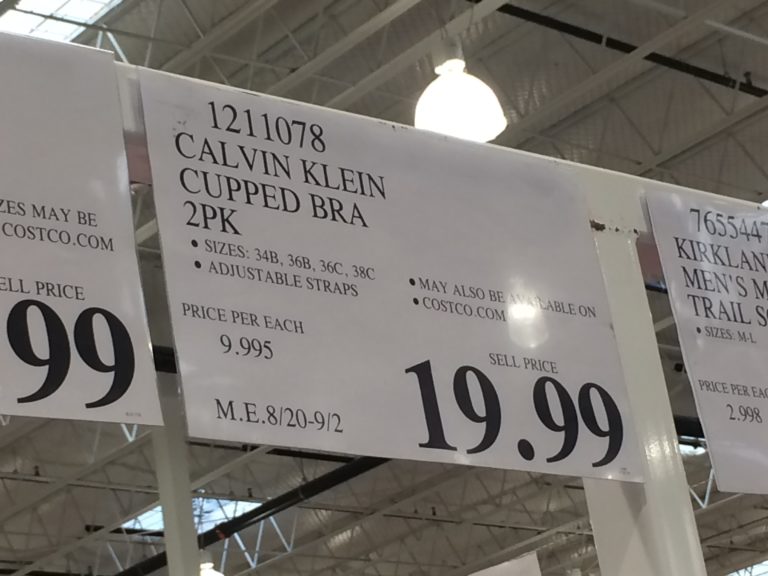 ZES MAY BE
COSTCO.COM
ELL PRICE
99
1211078
CALVIN KLEIN
CUPPED BRA
2PK
• SIZES: 34B, 36B, 36C, 38C
• ADJUSTABLE STRAPS
• MAY ALSO BE AVAILABLE ON
• COSTCO.COM
PRICE PER EACH
9.995
SELL PRICE
19.99
M.E.8/20-9/2
7655447
KIRKLAN
MEN'S M
TRAIL S
• SIZES: M-L
PRICE PER EAC
2.998